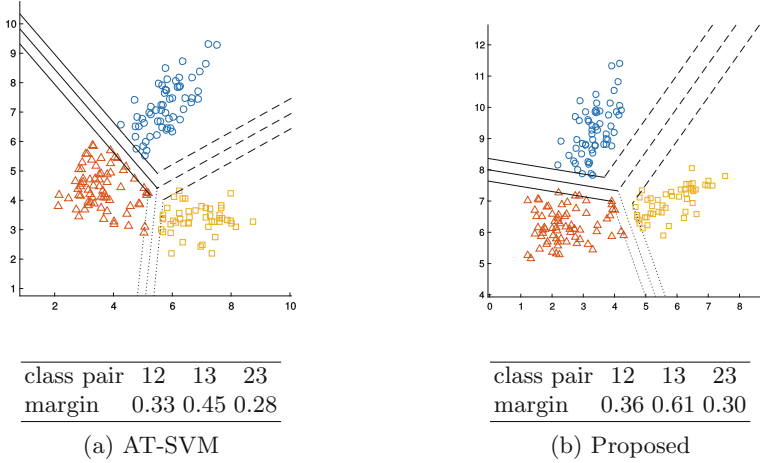 10
9
8
7
6
5
4
3
2
1
2 4 6 8 10
12
11
10
9
8
7
6
5
4
0 1 2 3 4 5 6 7 8
class pair 12 13 23
margin 0.33 0.45 0.28
(a) AT-SVM
class pair 12 13 23
margin 0.36 0.61 0.30
(b) Proposed